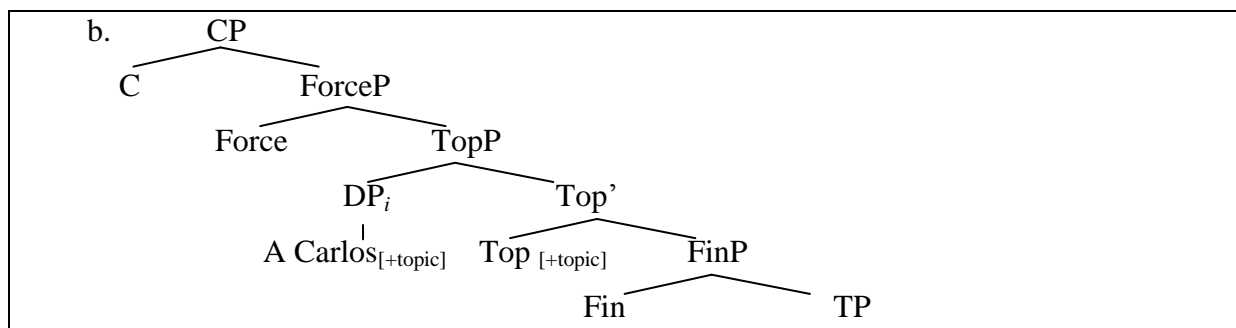 b. CP
C ForceP
Force TopP
DPi Top’
A Carlos[+topic] Top [+topic] FinP
Fin TP